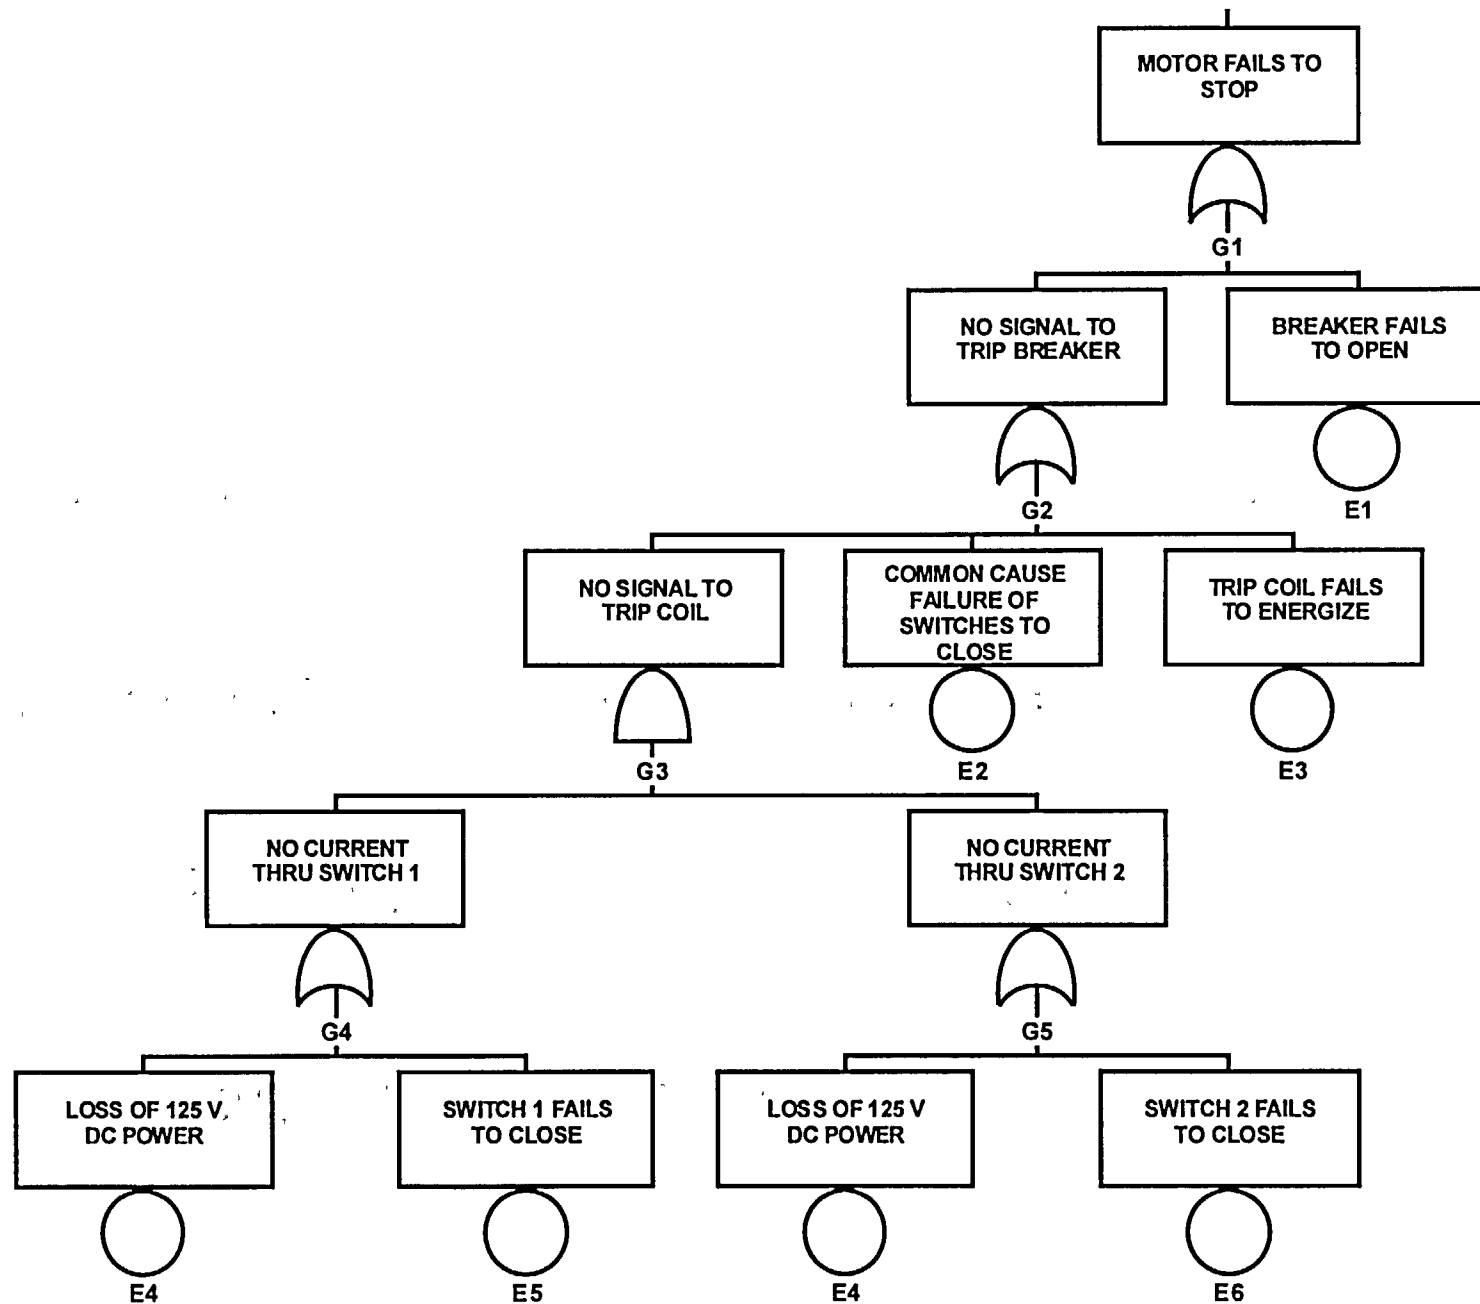 MOTOR FAILS TO
STOP
G1
NO SIGNAL TO
TRIP BREAKER
BREAKER FAILS
TO OPEN
G2
E1
NO SIGNAL TO
TRIP COIL
COMMON CAUSE
FAILURE OF
SWITCHES TO
CLOSE
TRIP COIL FAILS
TO ENERGIZE
G3
E2
E3
NO CURRENT
THRU SWITCH 1
NO CURRENT
THRU SWITCH 2
G4
G5
LOSS OF 125 V
DC POWER
SWITCH 1 FAILS
TO CLOSE
LOSS OF 125 V
DC POWER
SWITCH 2 FAILS
TO CLOSE
E4
E5
E4
E6